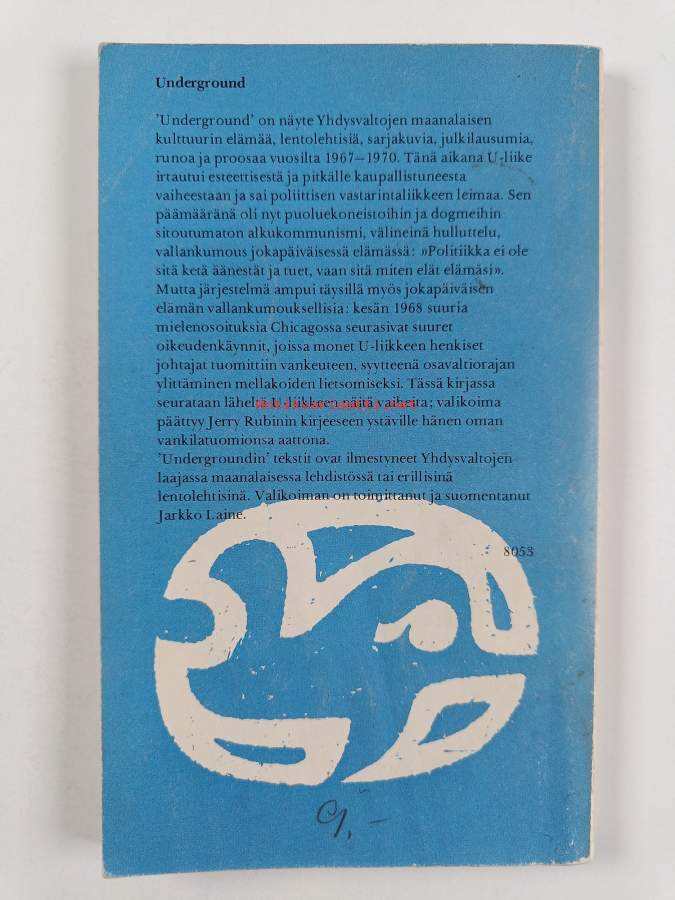 Underground
'Underground' on näyte Yhdysvaltojen maanalaisen
kulttuurin elämää, lentolehtisiä, sarjakuvia, julkilausumia,
runoa ja proosaa vuosilta 1967–1970. Tänä aikana U-liike
irtautui esteettisestä ja pitkälle kaupallistuneesta
vaiheestaan ja sai poliittisen vastarintaliikkeen leimaa. Sen
päämääränä oli nyt puoluekoneistoihin ja dogmeihin
sitoutumaton alkukommunismi, välineinä hulluttelu,
vallankumous jokapäiväisessä elämässä: »Politiikka ei ole
sitä ketä äänestät ja tuet, vaan sitä miten elät elämäsi».
Mutta järjestelmä ampui täysillä myös jokapäiväisen
elämän vallankumouksellisia: kesän 1968 suuria
mielenosoituksia Chicagossa seurasivat suuret
oikeudenkäynnit, joissa monet U-liikkeen henkiset
johtajat tuomittiin vankeuteen, syytteenä osavaltiorajan
ylittäminen mellakoiden lietsomiseksi. Tässä kirjassa
seurataan läheltä U-liikkeen näitä vaiheita; valikoima
päättyy Jerry Rubinin kirjeeseen ystäville hänen oman
vankilatuomionsa aattona.
'Undergroundin' tekstit ovat ilmestyneet Yhdysvaltojen
laajassa maanalaisessa lehdistössä tai erillisinä
lentolehtisinä. Valikoiman on toimittanut ja suomentanut
Jarkko Laine.
8053
9,–